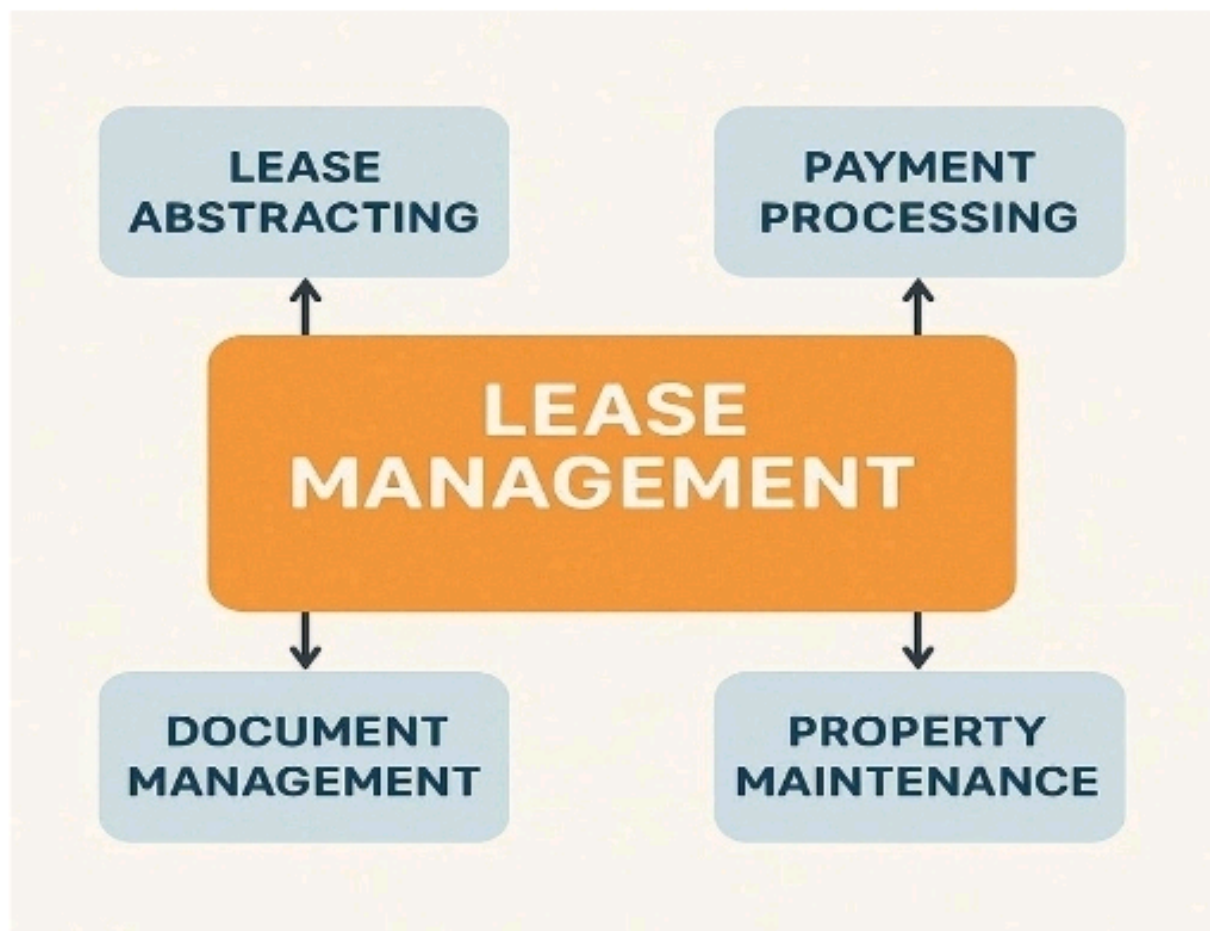 LEASE
ABSTRACTING
PAYMENT
PROCESSING
LEASE
MANAGEMENT
DOCUMENT
MANAGEMENT
PROPERTY
MAINTENANCE